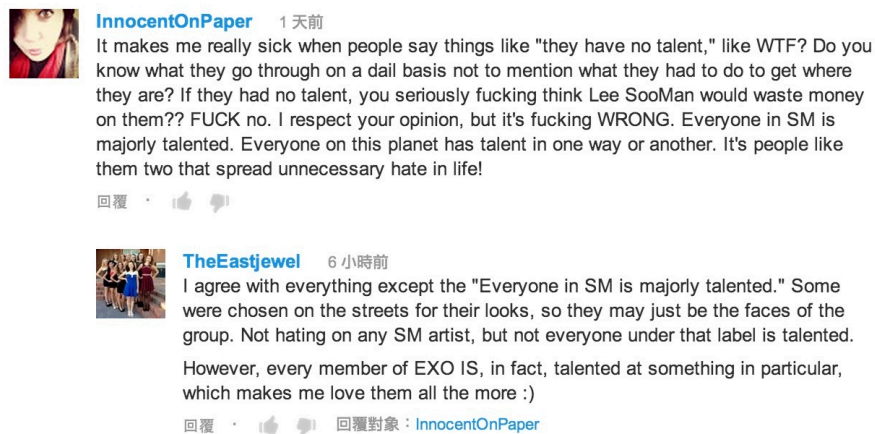 InnocentOnPaper 1 天前
It makes me really sick when people say things like "they have no talent," like WTF? Do you
know what they go through on a dail basis not to mention what they had to do to get where
they are? If they had no talent, you seriously fucking think Lee SooMan would waste money
on them?? FUCK no. I respect your opinion, but it's fucking WRONG. Everyone in SM is
majorly talented. Everyone on this planet has talent in one way or another. It's people like
them two that spread unnecessary hate in life!
回覆 ·
TheEastjewel 6 小時前
I agree with everything except the "Everyone in SM is majorly talented." Some
were chosen on the streets for their looks, so they may just be the faces of the
group. Not hating on any SM artist, but not everyone under that label is talented.
However, every member of EXO IS, in fact, talented at something in particular,
which makes me love them all the more :)
回覆 · 回覆對象：InnocentOnPaper